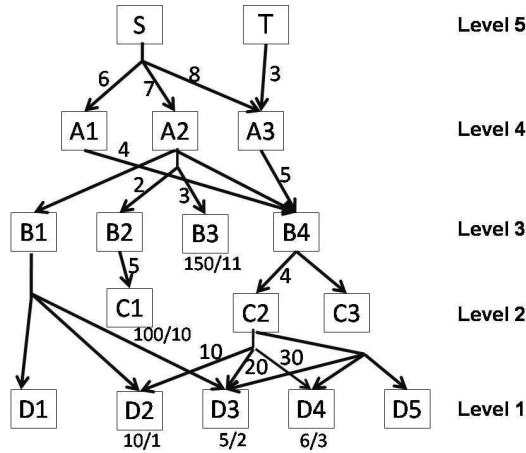 S T Level 5
6 7 8 3
A1 A2 A3 Level 4
4 2 3 5
B1 B2 B3 B4 Level 3
150/11
5 4
C1 C2 C3 Level 2
100/10
10 20 30
D1 D2 D3 D4 D5 Level 1
10/1 5/2 6/3